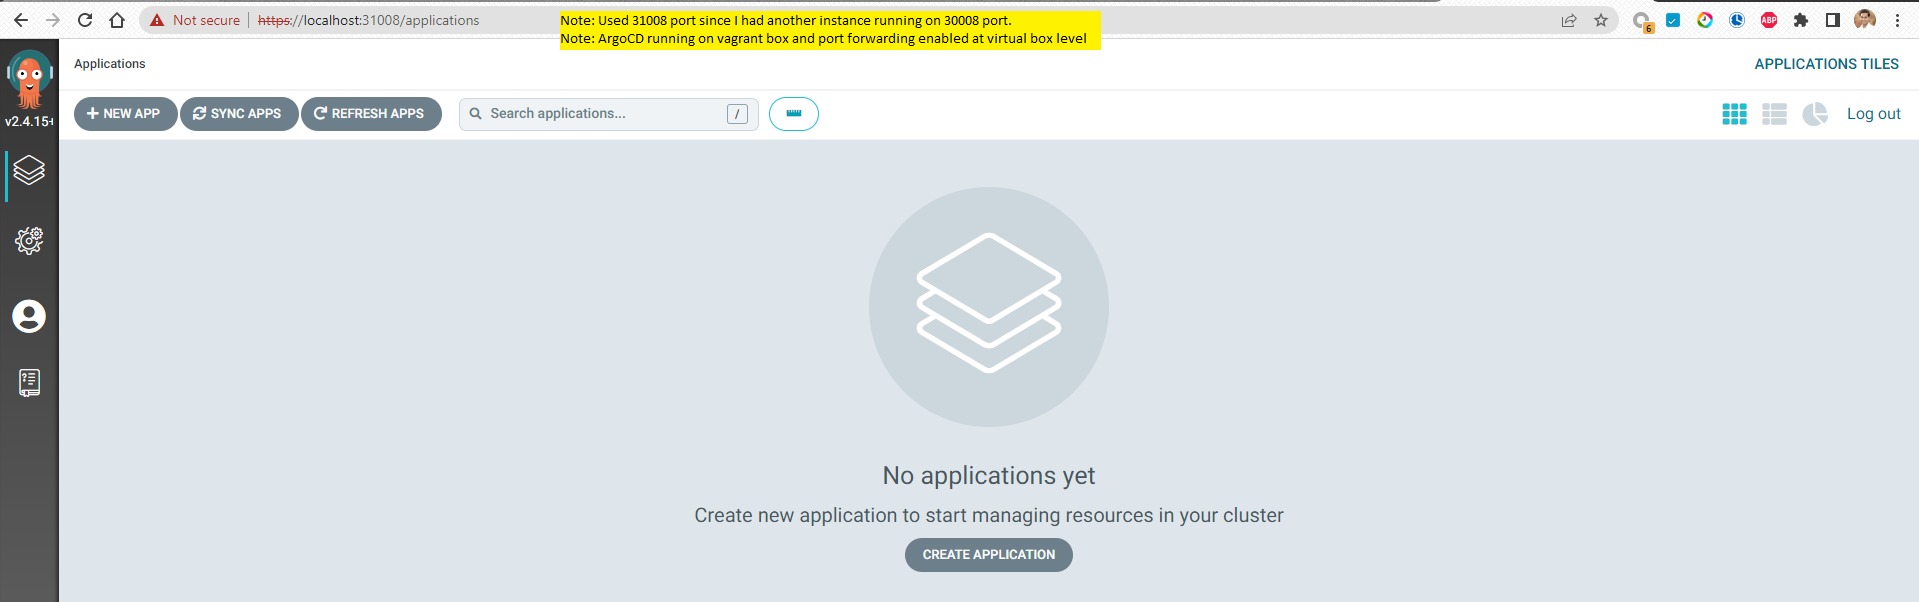 Not secure
https://localhost:31008/applications
Note: Used 31008 port since I had another instance running on 30008 port.
Note: ArgoCD running on vagrant box and port forwarding enabled at virtual box level
6
ABP
v2.4.15+
Applications
APPLICATIONS TILES
NEW APP
SYNC APPS
REFRESH APPS
Search applications...
/
Log out
No applications yet
Create new application to start managing resources in your cluster
CREATE APPLICATION